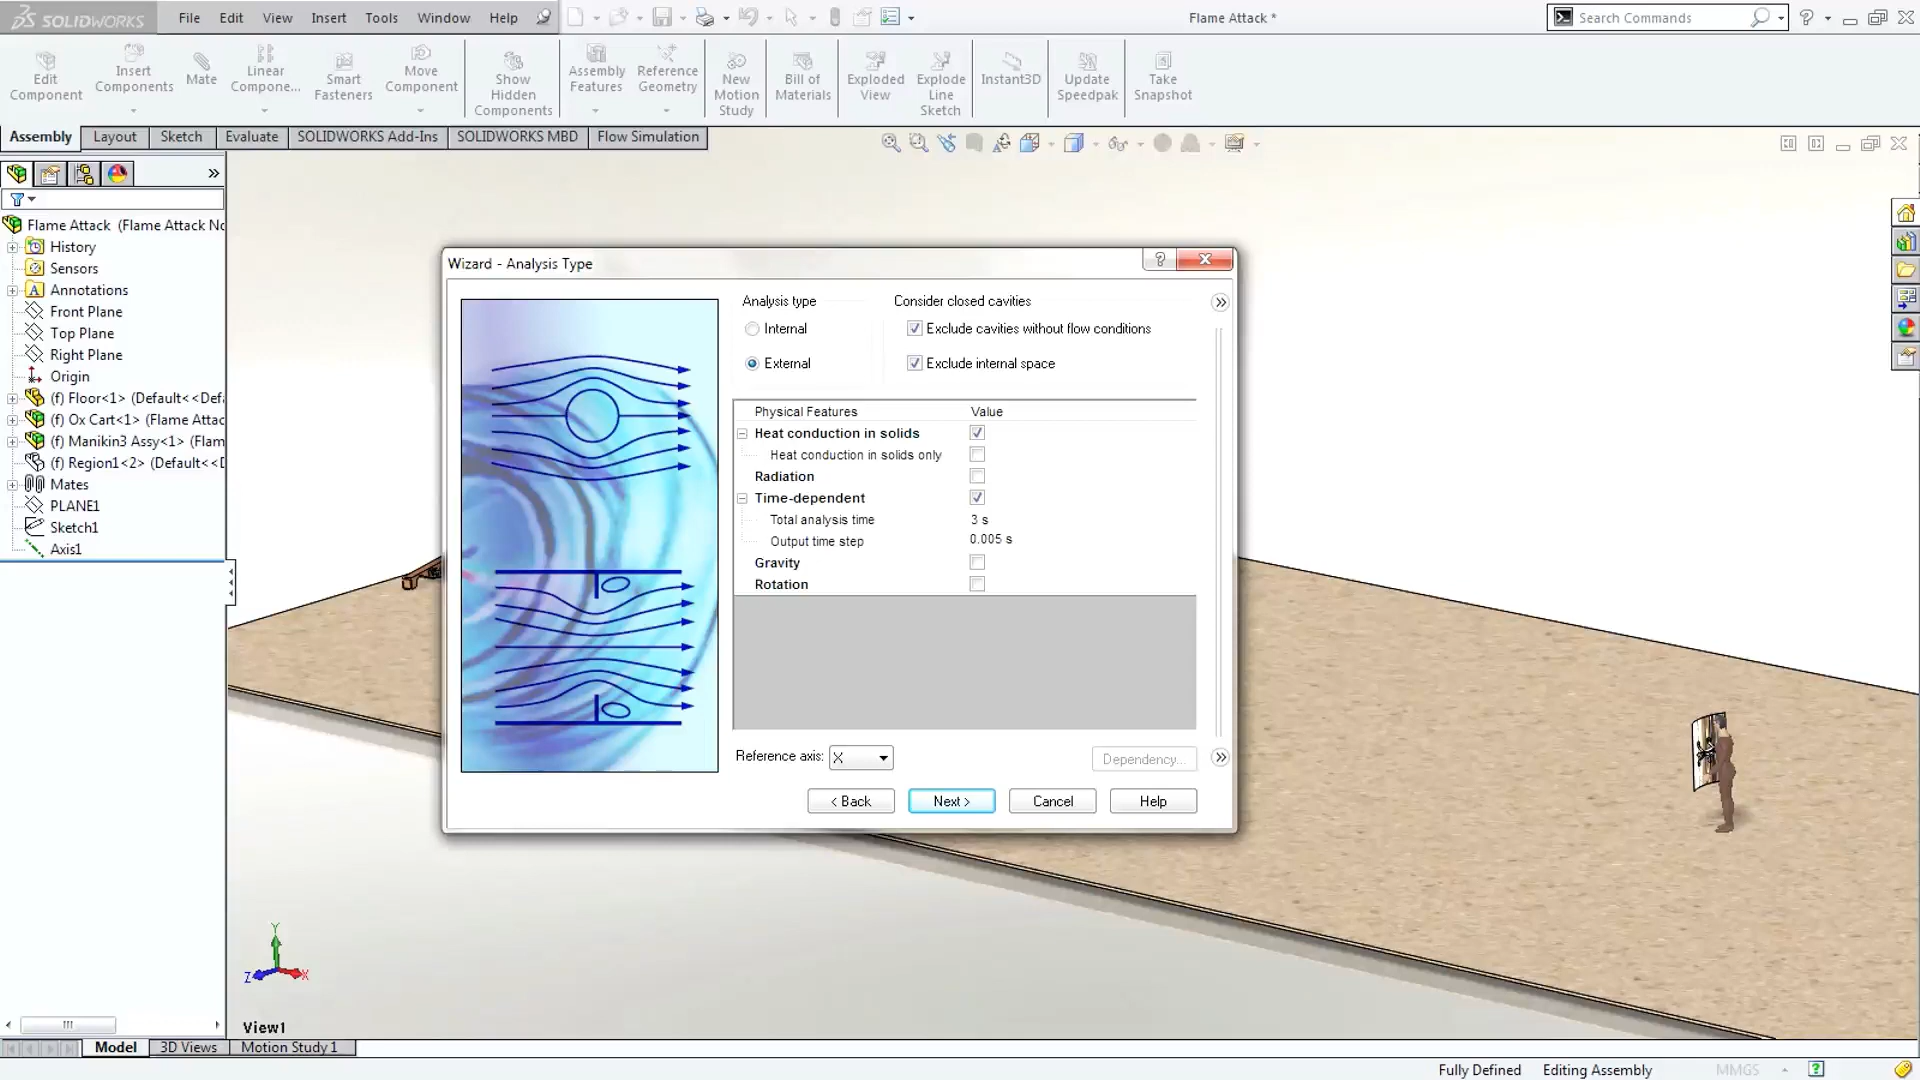 SOLIDWORKS File Edit View Insert Tools Window Help Flame Attack * Search Commands
Edit Component
Insert Components
Mate
Linear Compone...
Smart Fasteners
Move Component
Show Hidden Components
Assembly Features
Reference Geometry
New Motion Study
Bill of Materials
Exploded View
Explode Line Sketch
Instant3D
Update Speedpak
Take Snapshot
Assembly Layout Sketch Evaluate SOLIDWORKS Add-Ins SOLIDWORKS MBD Flow Simulation
Flame Attack (Flame Attack No
History
Sensors
Annotations
Front Plane
Top Plane
Right Plane
Origin
(f) Floor<1> (Default<<Def
(f) Ox Cart<1> (Flame Attac
(f) Manikin3 Assy<1> (Flam
(f) Region1<2> (Default<<D
Mates
PLANE1
Sketch1
Axis1
Wizard - Analysis Type
Analysis type Consider closed cavities
Internal Exclude cavities without flow conditions
External Exclude internal space
Physical Features Value
Heat conduction in solids
Heat conduction in solids only
Radiation
Time-dependent
Total analysis time 3 s
Output time step 0.005 s
Gravity
Rotation
Reference axis: X Dependency...
< Back Next > Cancel Help
Y
Z X
View1
Model 3D Views Motion Study 1
Fully Defined Editing Assembly MMGS